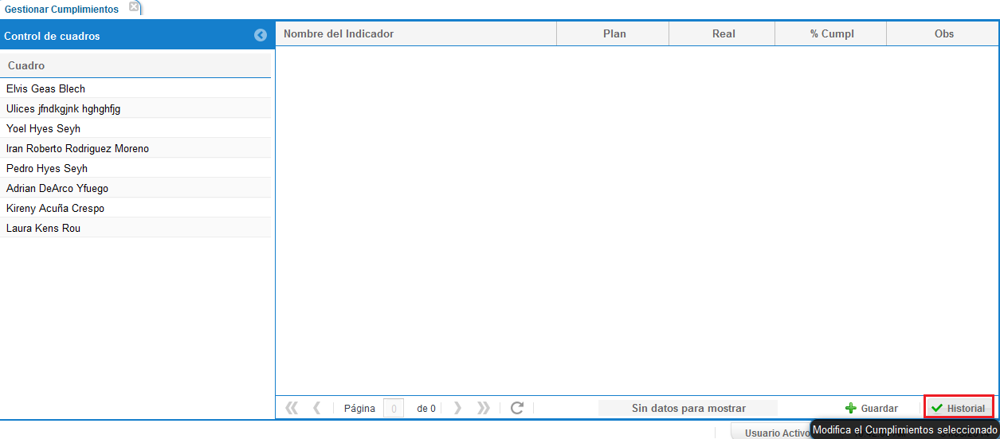 Gestionar Cumplimientos
Control de cuadros
Nombre del Indicador Plan Real % Cumpl Obs
Cuadro
Elvis Geas Blech
Ulices jfndkgjnk hghghfjg
Yoel Hyes Seyh
Iran Roberto Rodriguez Moreno
Pedro Hyes Seyh
Adrian DeArco Yfuego
Kireny Acuña Crespo
Laura Kens Rou
Página 0 de 0 Sin datos para mostrar Guardar Historial
Modifica el Cumplimientos seleccionado
Usuario Activo